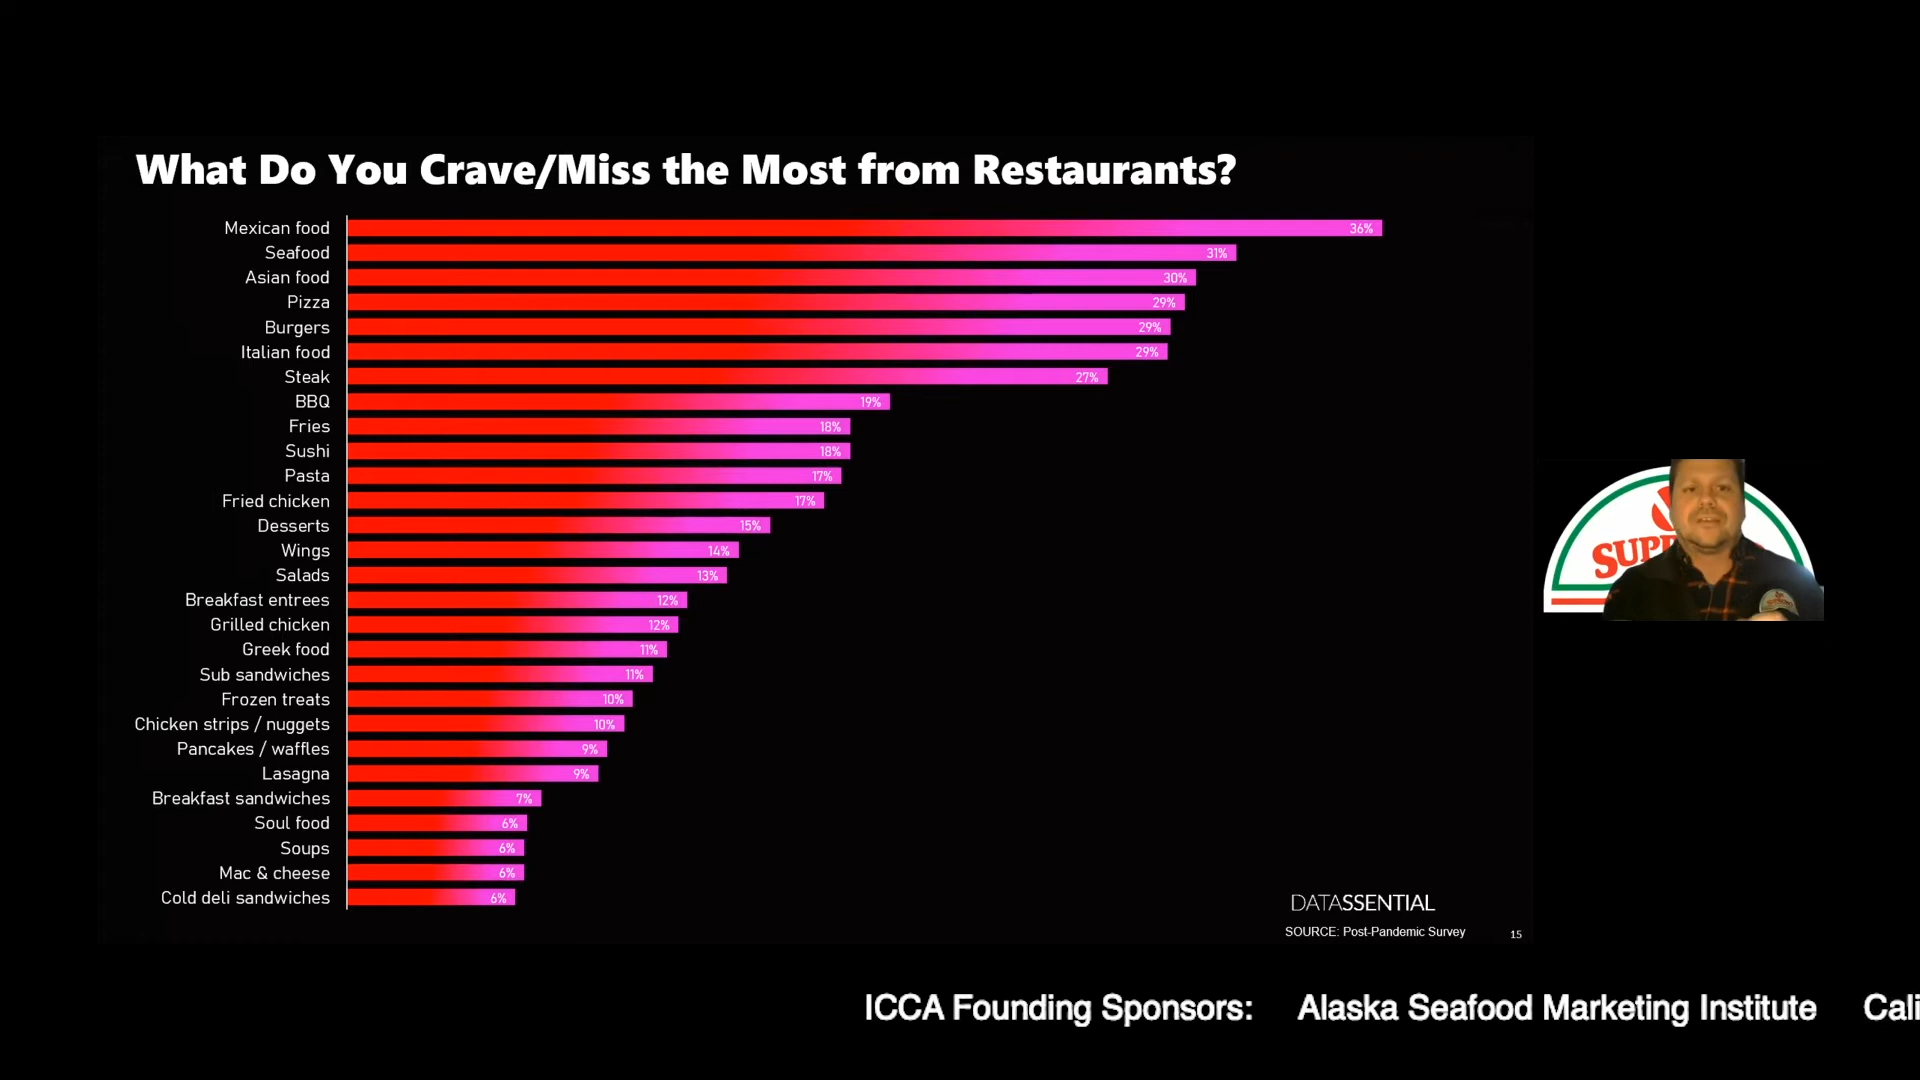 What Do You Crave/Miss the Most from Restaurants?
Mexican food 36%
Seafood 31%
Asian food 30%
Pizza 29%
Burgers 29%
Italian food 29%
Steak 27%
BBQ 19%
Fries 18%
Sushi 18%
Pasta 17%
Fried chicken 17%
Desserts 15%
Wings 14%
Salads 13%
Breakfast entrees 12%
Grilled chicken 12%
Greek food 11%
Sub sandwiches 11%
Frozen treats 10%
Chicken strips / nuggets 10%
Pancakes / waffles 9%
Lasagna 9%
Breakfast sandwiches 7%
Soul food 6%
Soups 6%
Mac & cheese 6%
Cold deli sandwiches 6%
DATASSENTIAL
SOURCE: Post-Pandemic Survey
15
ICCA Founding Sponsors: Alaska Seafood Marketing Institute Cali